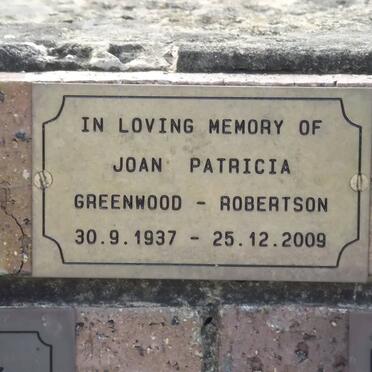 IN LOVING MEMORY OF
JOAN PATRICIA
GREENWOOD - ROBERTSON
30.9.1937 - 25.12.2009